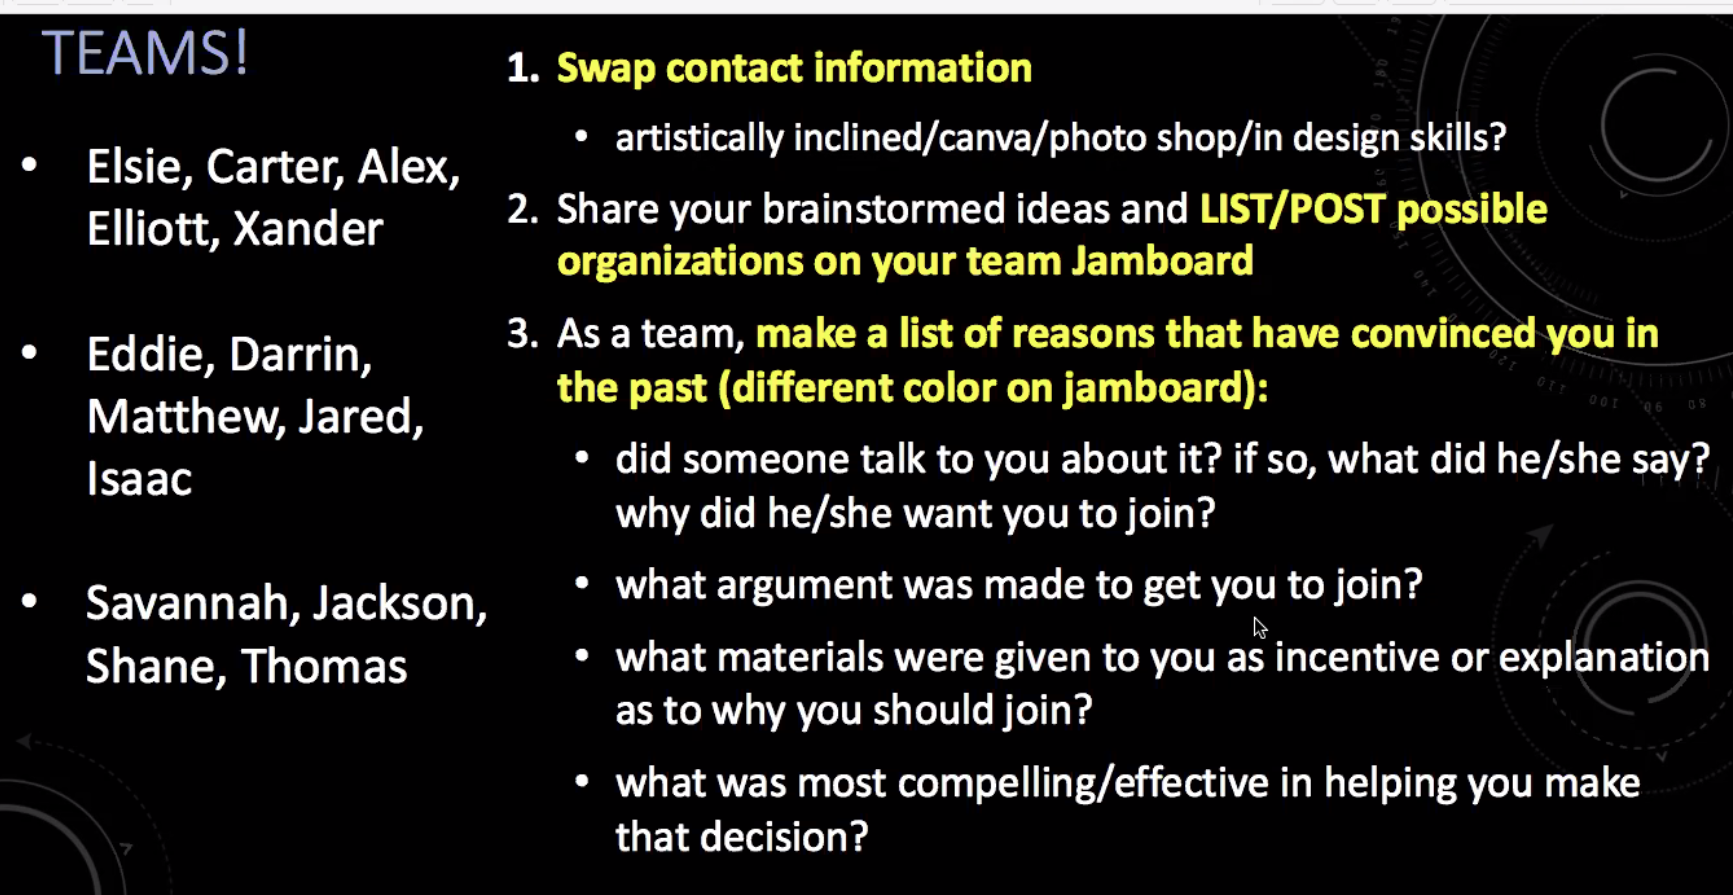 TEAMS!
• Elsie, Carter, Alex,
Elliott, Xander
• Eddie, Darrin,
Matthew, Jared,
Isaac
• Savannah, Jackson,
Shane, Thomas
1. Swap contact information
• artistically inclined/canva/photo shop/in design skills?
2. Share your brainstormed ideas and LIST/POST possible
organizations on your team Jamboard
3. As a team, make a list of reasons that have convinced you in
the past (different color on jamboard):
• did someone talk to you about it? if so, what did he/she say?
why did he/she want you to join?
• what argument was made to get you to join?
• what materials were given to you as incentive or explanation
as to why you should join?
• what was most compelling/effective in helping you make
that decision?